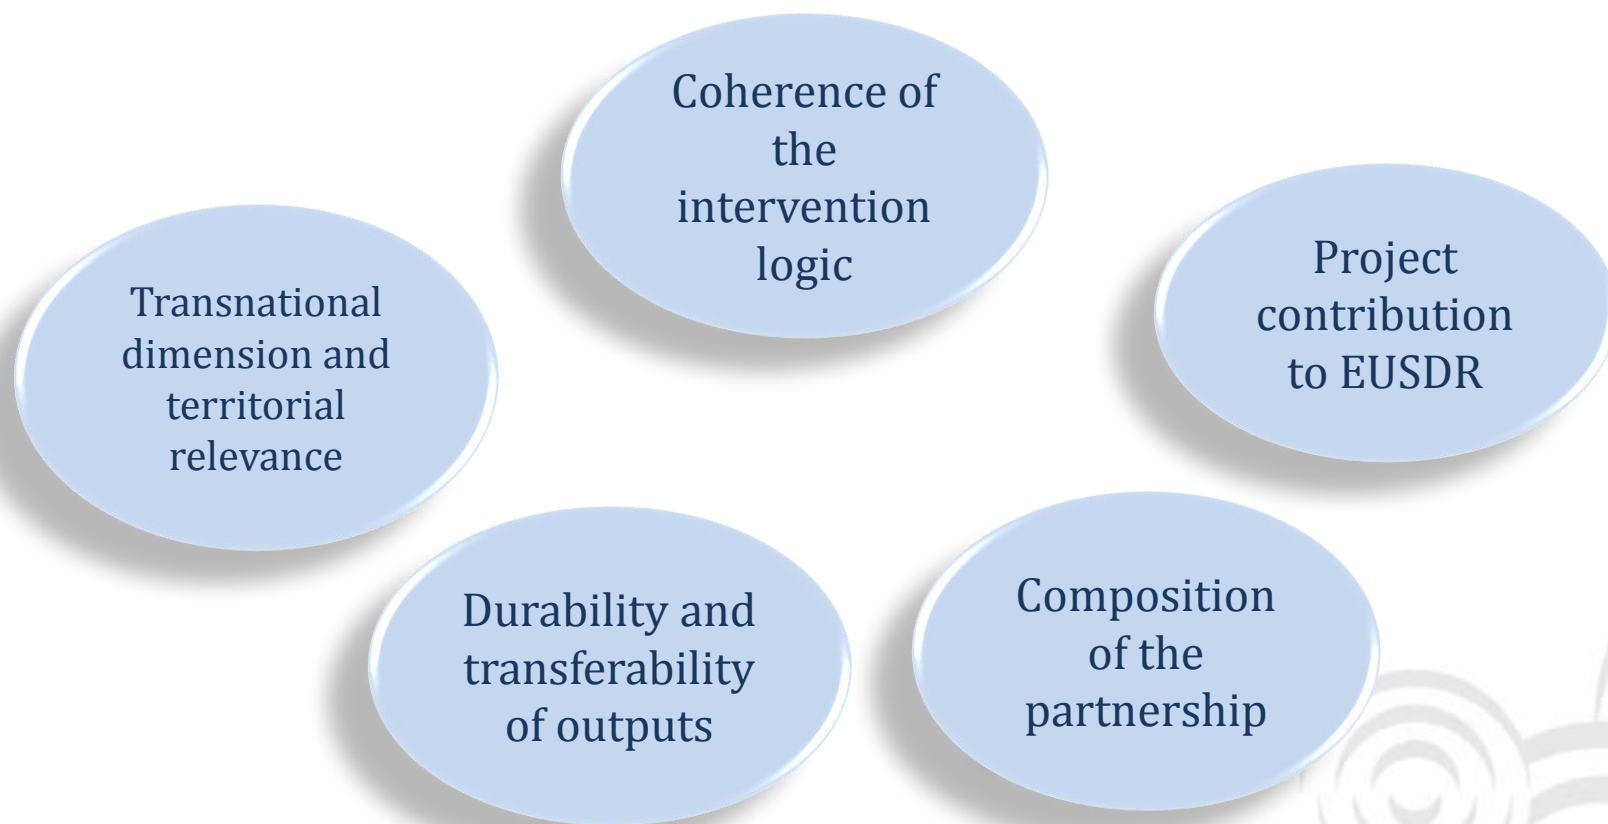 Coherence of
the
intervention
logic
Project
contribution
to EUSDR
Transnational
dimension and
territorial
relevance
Durability and
transferability
of outputs
Composition
of the
partnership